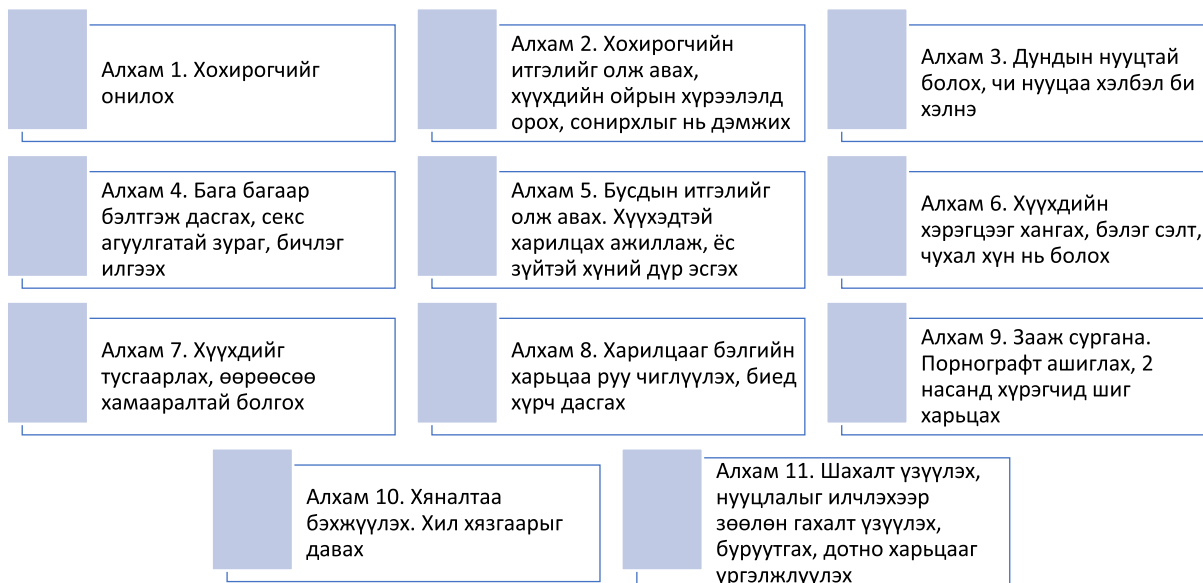 Алхам 1. Хохирогчийг
онилох
Алхам 2. Хохирогчийн
итгэлийг олж авах,
хүүхдийн ойрын хүрээлэлд
орох, сонирхлыг нь дэмжих
Алхам 3. Дундын нууцтай
болох, чи нууцаа хэлбэл би
хэлнэ
Алхам 4. Бага багаар
бэлтгэж дасгах, секс
агуулгатай зураг, бичлэг
илгээх
Алхам 5. Бусдын итгэлийг
олж авах. Хүүхэдтэй
харилцах ажиллаж, ёс
зүйтэй хүний дүр эсгэх
Алхам 6. Хүүхдийн
хэрэгцээг хангах, бэлэг сэлт,
чухал хүн нь болох
Алхам 7. Хүүхдийг
тусгаарлах, өөрөөсөө
хамааралтай болгох
Алхам 8. Харилцааг бэлгийн
харьцаа руу чиглүүлэх, биед
хүрч дасгах
Алхам 9. Зааж сургана.
Порнографт ашиглах, 2
насанд хүрэгчид шиг
харьцах
Алхам 10. Хяналтаа
бэхжүүлэх. Хил хязгаарыг
давах
Алхам 11. Шахалт үзүүлэх,
нууцлалыг илчлэхээр
зөөлөн гахалт үзүүлэх,
буруутгах, дотно харьцааг
үргэлжлүүлэх